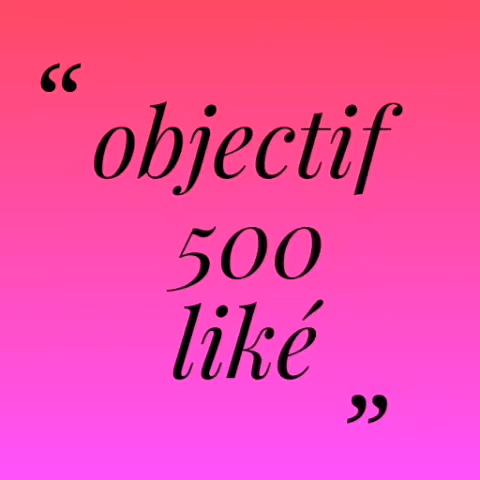 “
objectif
500
liké
”